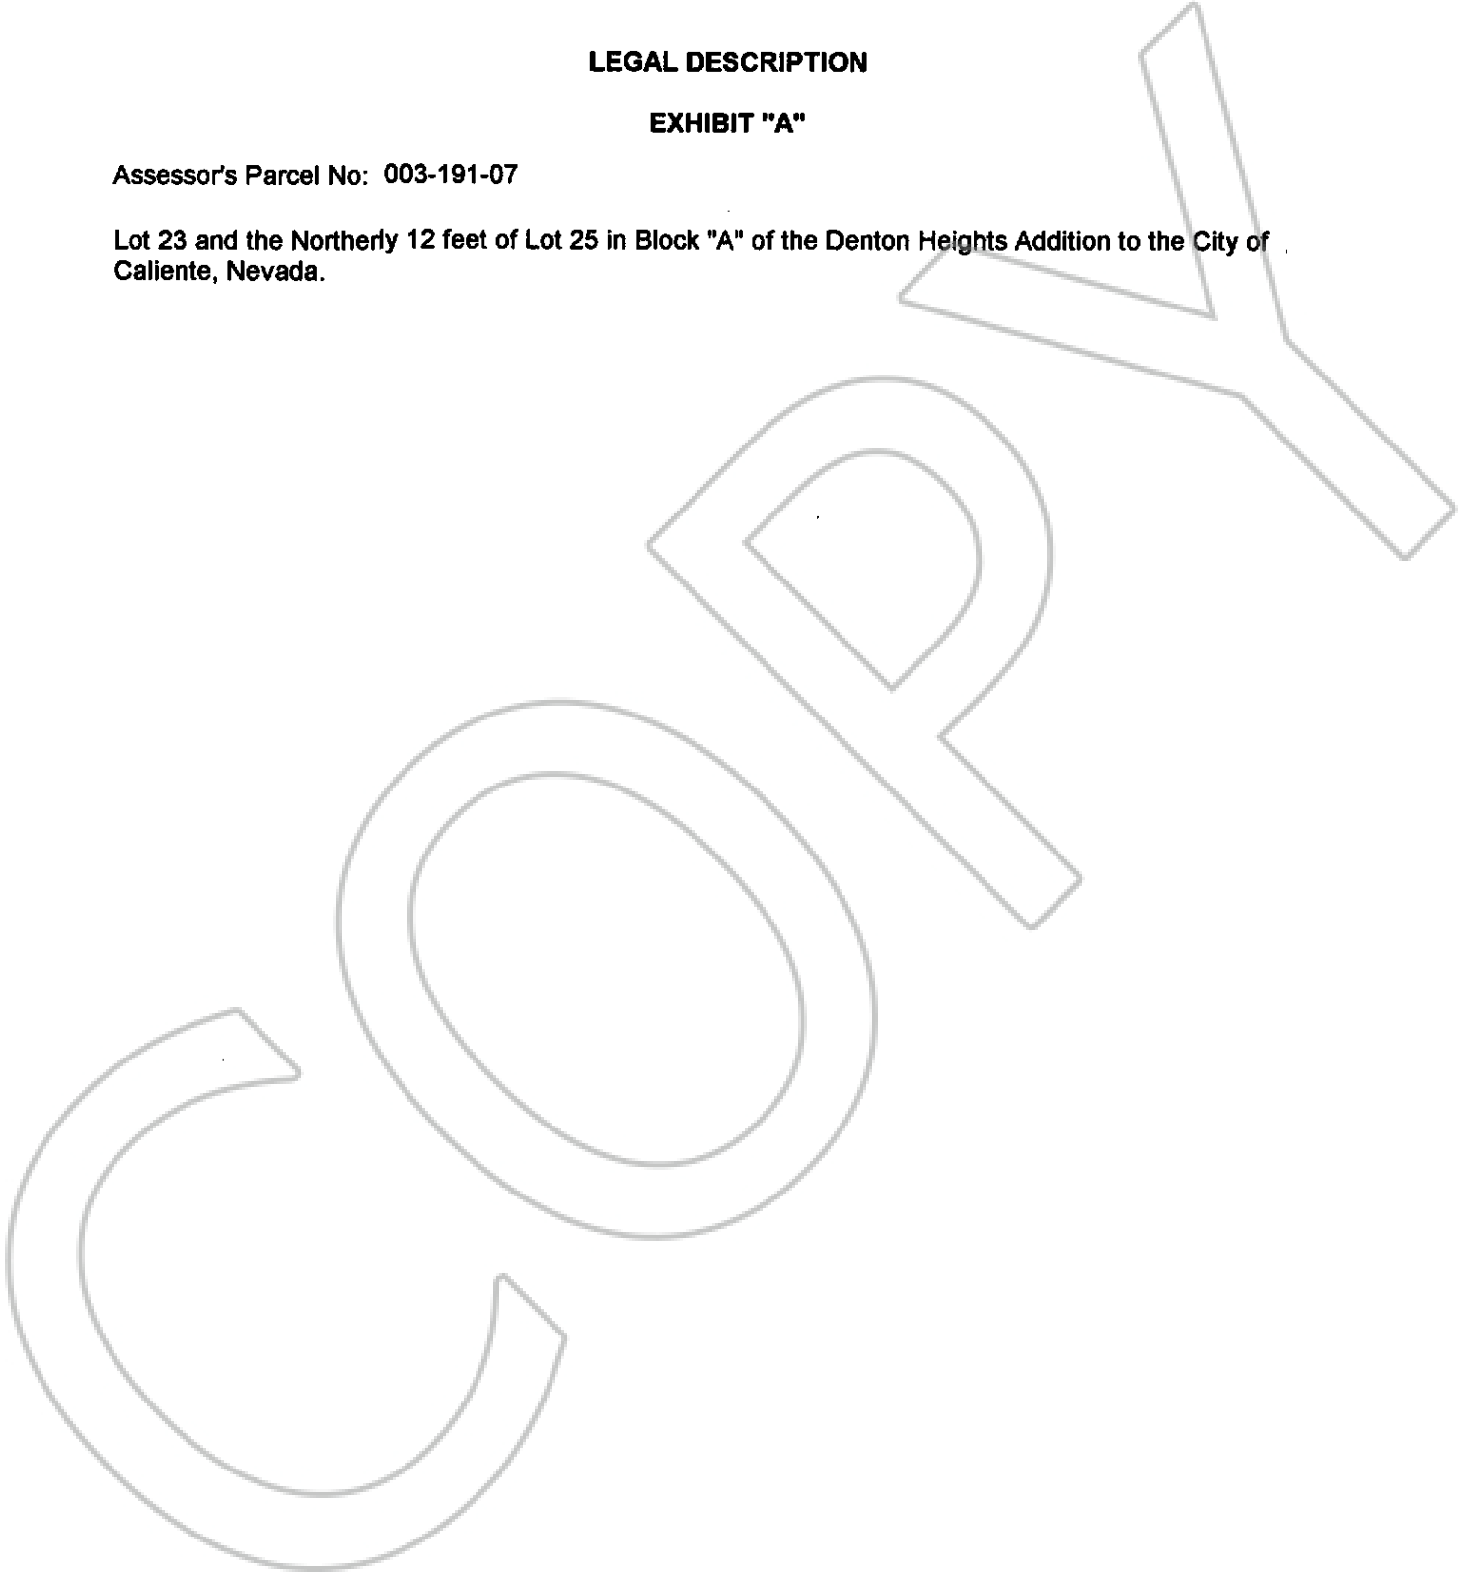 LEGAL DESCRIPTION
EXHIBIT "A"
Assessor's Parcel No: 003-191-07
Lot 23 and the Northerly 12 feet of Lot 25 in Block "A" of the Denton Heights Addition to the City of
Caliente, Nevada.
COPY